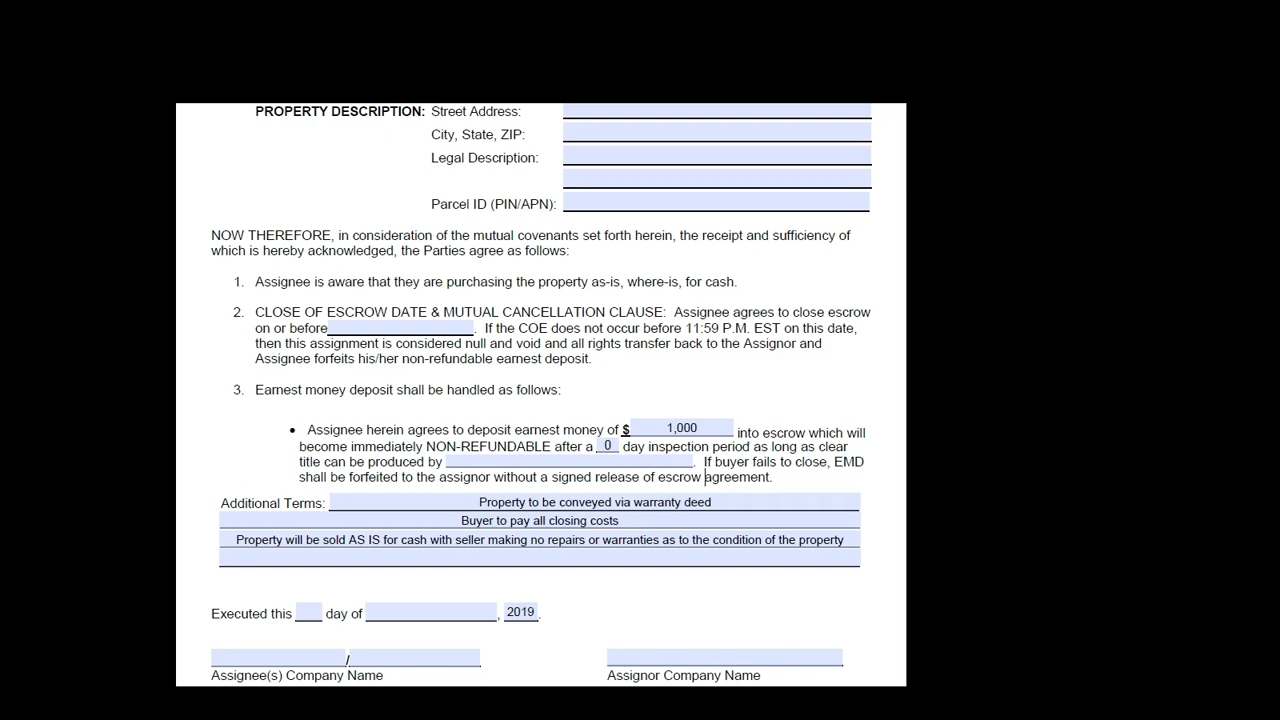 PROPERTY DESCRIPTION: Street Address:
City, State, ZIP:
Legal Description:
Parcel ID (PIN/APN):
NOW THEREFORE, in consideration of the mutual covenants set forth herein, the receipt and sufficiency of
which is hereby acknowledged, the Parties agree as follows:
1. Assignee is aware that they are purchasing the property as-is, where-is, for cash.
2. CLOSE OF ESCROW DATE & MUTUAL CANCELLATION CLAUSE: Assignee agrees to close escrow
on or before . If the COE does not occur before 11:59 P.M. EST on this date,
then this assignment is considered null and void and all rights transfer back to the Assignor and
Assignee forfeits his/her non-refundable earnest deposit.
3. Earnest money deposit shall be handled as follows:
• Assignee herein agrees to deposit earnest money of $ 1,000 into escrow which will
become immediately NON-REFUNDABLE after a 0 day inspection period as long as clear
title can be produced by . If buyer fails to close, EMD
shall be forfeited to the assignor without a signed release of escrow agreement.
Additional Terms: Property to be conveyed via warranty deed
Buyer to pay all closing costs
Property will be sold AS IS for cash with seller making no repairs or warranties as to the condition of the property
Executed this day of , 2019.
/
Assignee(s) Company Name Assignor Company Name